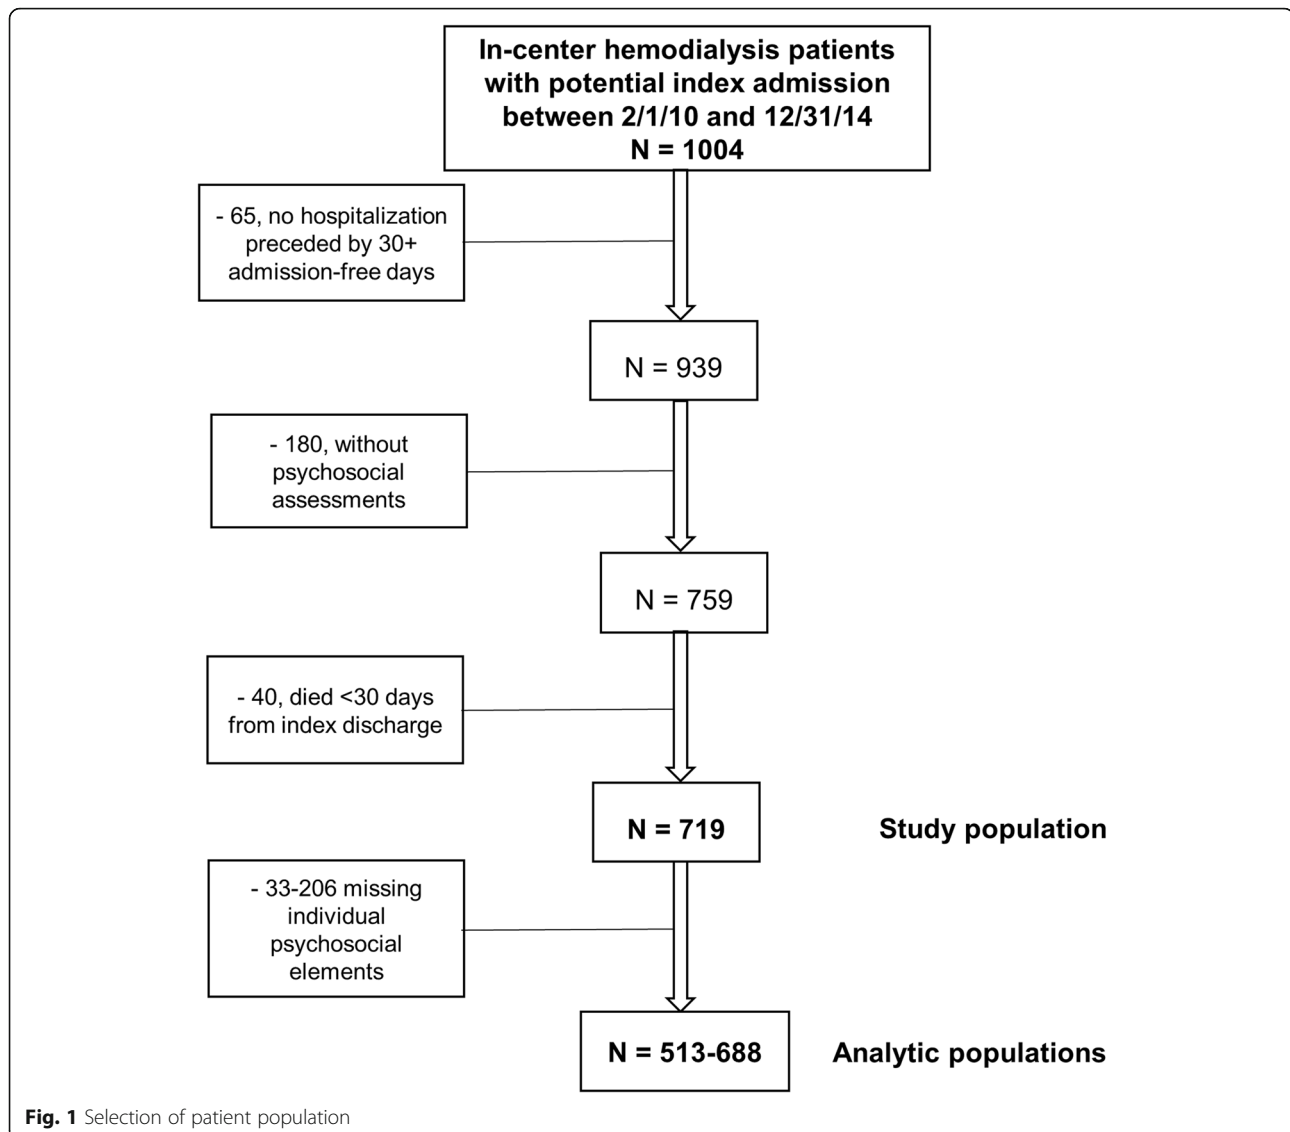 In-center hemodialysis patients
with potential index admission
between 2/1/10 and 12/31/14
N = 1004
- 65, no hospitalization
preceded by 30+
admission-free days
N = 939
- 180, without
psychosocial
assessments
N = 759
- 40, died <30 days
from index discharge
N = 719
Study population
- 33-206 missing
individual
psychosocial
elements
N = 513-688
Analytic populations
Fig. 1 Selection of patient population